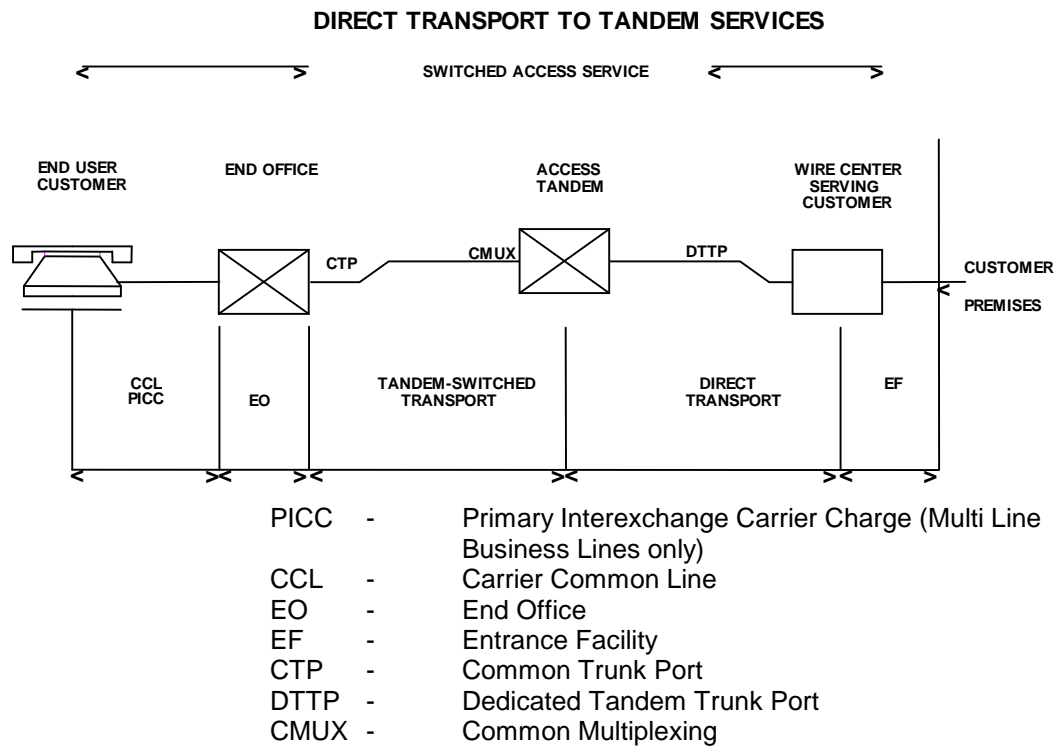 DIRECT TRANSPORT TO TANDEM SERVICES
SWITCHED ACCESS SERVICE
END USER
CUSTOMER
END OFFICE
ACCESS
TANDEM
WIRE CENTER
SERVING
CUSTOMER
CTP
CMUX
DTTP
CUSTOMER
PREMISES
CCL
PICC
EO
TANDEM-SWITCHED
TRANSPORT
DIRECT
TRANSPORT
EF
PICC - Primary Interexchange Carrier Charge (Multi Line
Business Lines only)
CCL - Carrier Common Line
EO - End Office
EF - Entrance Facility
CTP - Common Trunk Port
DTTP - Dedicated Tandem Trunk Port
CMUX - Common Multiplexing